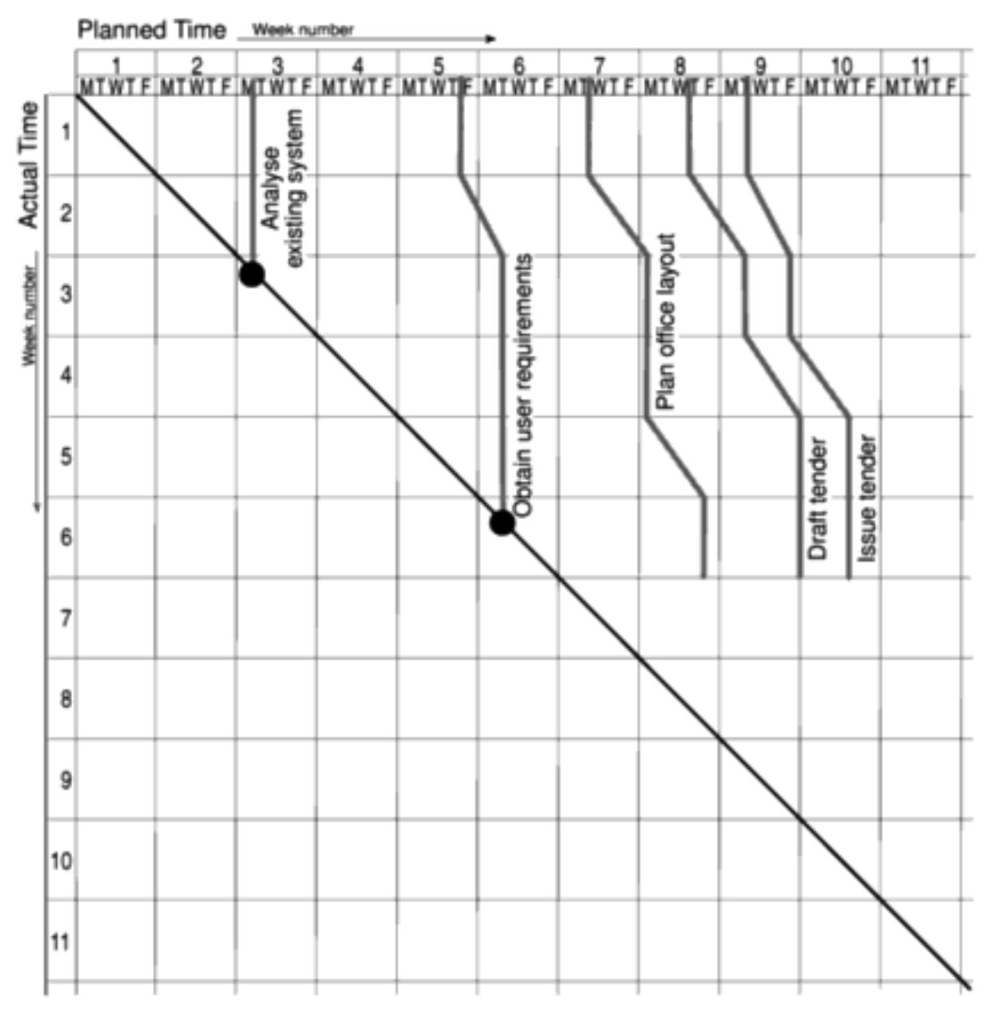 Planned Time Week number
1 2 3 4 5 6 7 8 9 10 11
MTWTF MTWTF MTWTF MTWTF MTWTF MTWTF MTWTF MTWTF MTWTF MTWTF MTWTF
Actual Time
Week number
1
2
3
4
5
6
7
8
9
10
11
Analyse
existing system
Obtain user requirements
Plan office layout
Draft tender
Issue tender